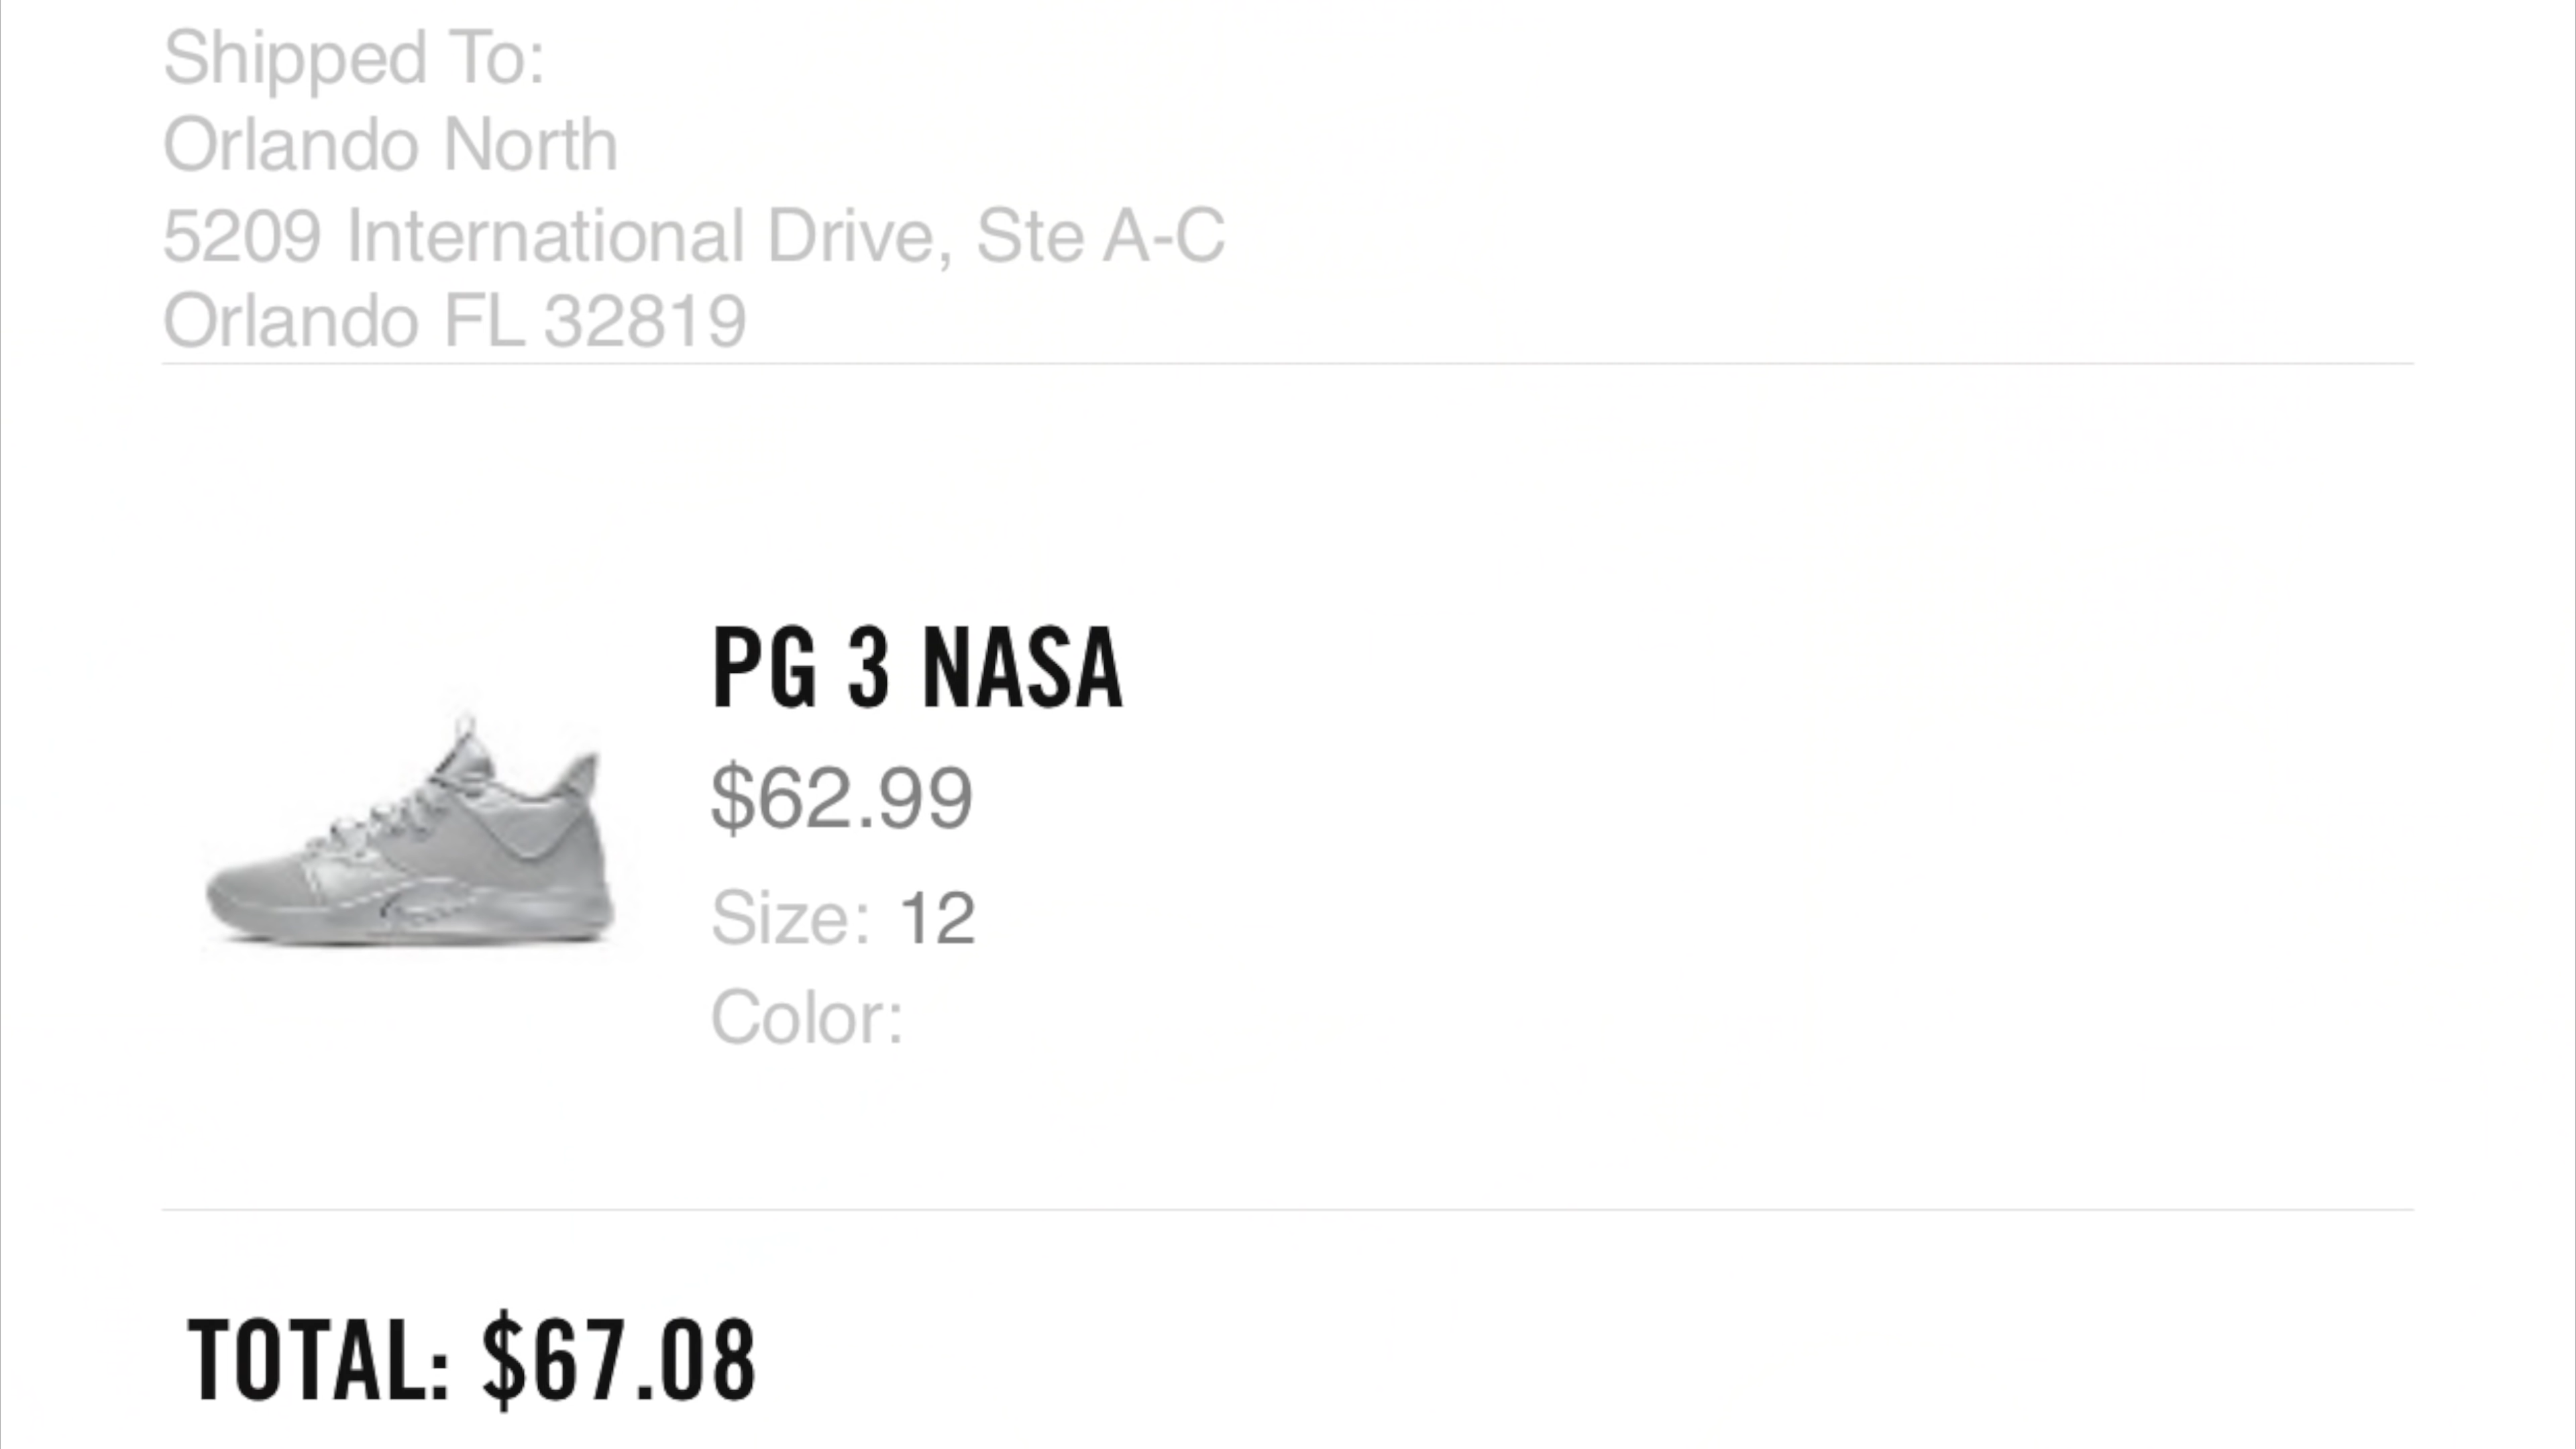 Shipped To:
Orlando North
5209 International Drive, Ste A-C
Orlando FL 32819
PG 3 NASA
$62.99
Size: 12
Color:
TOTAL: $67.08